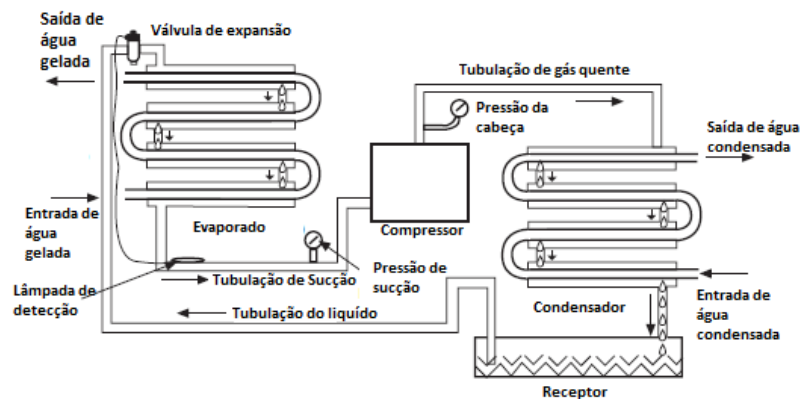 Saída de
água
gelada
Válvula de expansão
Tubulação de gás quente
Pressão da
cabeça
Saída de água
condensada
Entrada de
água
gelada
Evaporado
Compressor
Lâmpada de
detecção
Tubulação de Sucção
Pressão de
sucção
Tubulação do liquído
Condensador
Entrada de
água
condensada
Receptor